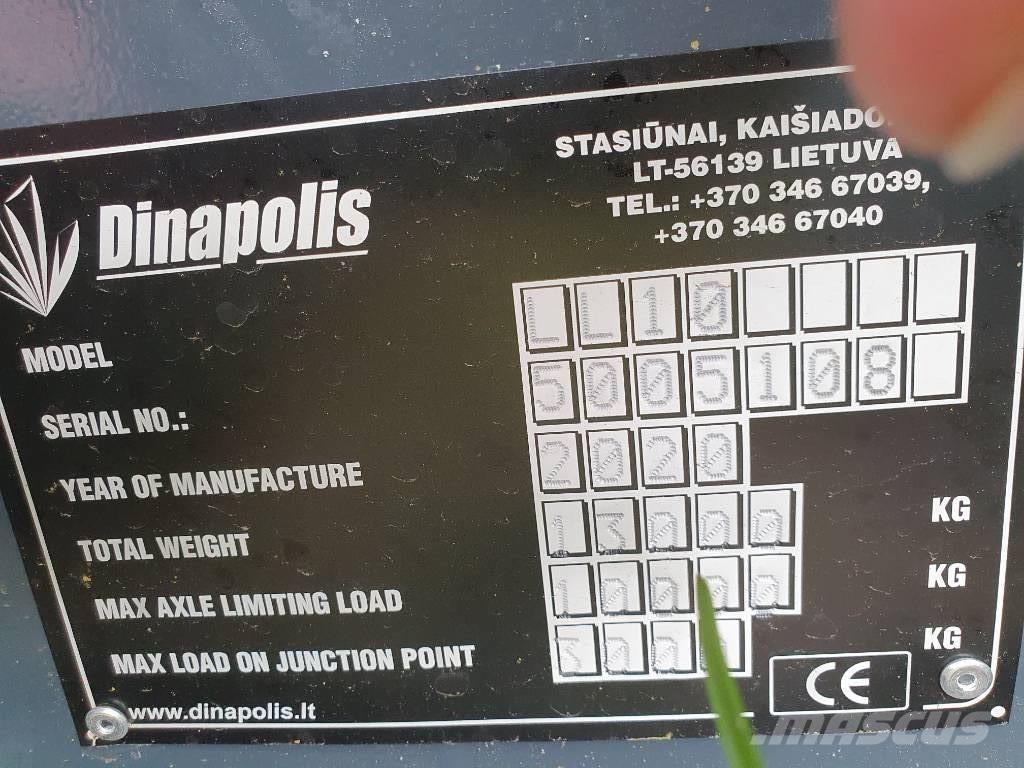 Dinapolis
STASIŪNAI,
LT-56139 LIETUVA
TEL.: +370 346 67039,
+370 346 67040
MODEL LL10
SERIAL NO.: 5005108
YEAR OF MANUFACTURE 2020
TOTAL WEIGHT 13000 KG
MAX AXLE LIMITING LOAD 10000 KG
MAX LOAD ON JUNCTION POINT 3000 KG
www.dinapolis.lt
CE
mascus